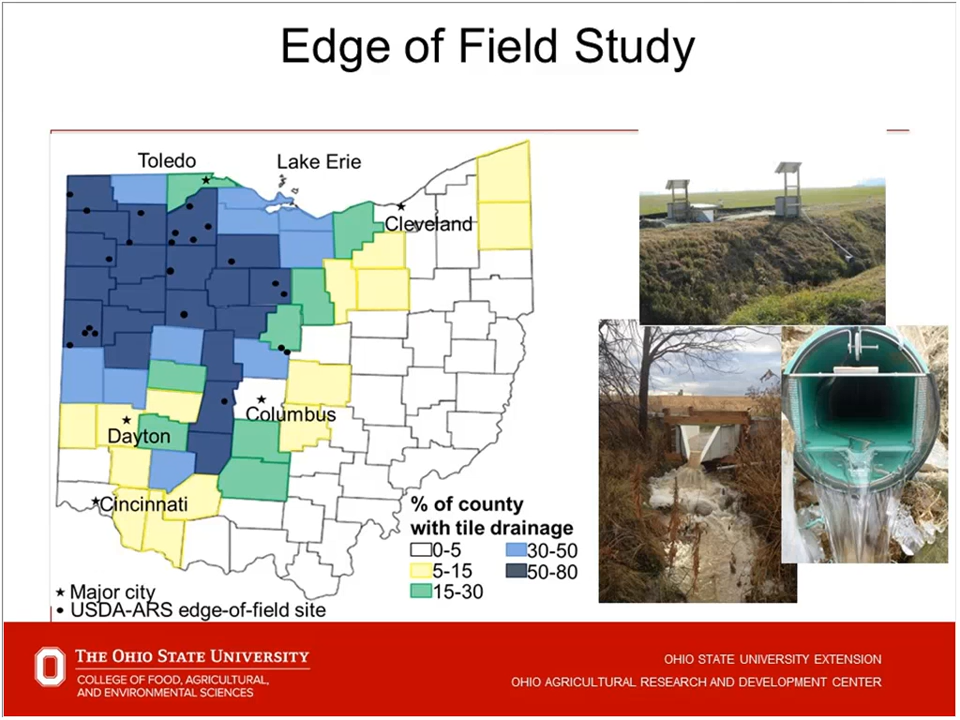 Edge of Field Study
Toledo
Lake Erie
Cleveland
Columbus
Dayton
Cincinnati
% of county
with tile drainage
0-5
30-50
5-15
50-80
15-30
Major city
USDA-ARS edge-of-field site
THE OHIO STATE UNIVERSITY
COLLEGE OF FOOD, AGRICULTURAL,
AND ENVIRONMENTAL SCIENCES
OHIO STATE UNIVERSITY EXTENSION
OHIO AGRICULTURAL RESEARCH AND DEVELOPMENT CENTER